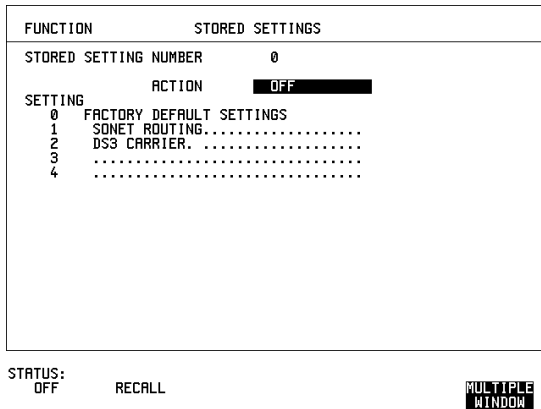 FUNCTION STORED SETTINGS
STORED SETTING NUMBER 0
ACTION OFF
SETTING
0 FACTORY DEFAULT SETTINGS
1 SONET ROUTING...................
2 DS3 CARRIER. ...................
3 ................................
4 ................................
STATUS:
OFF RECALL MULTIPLE
WINDOW